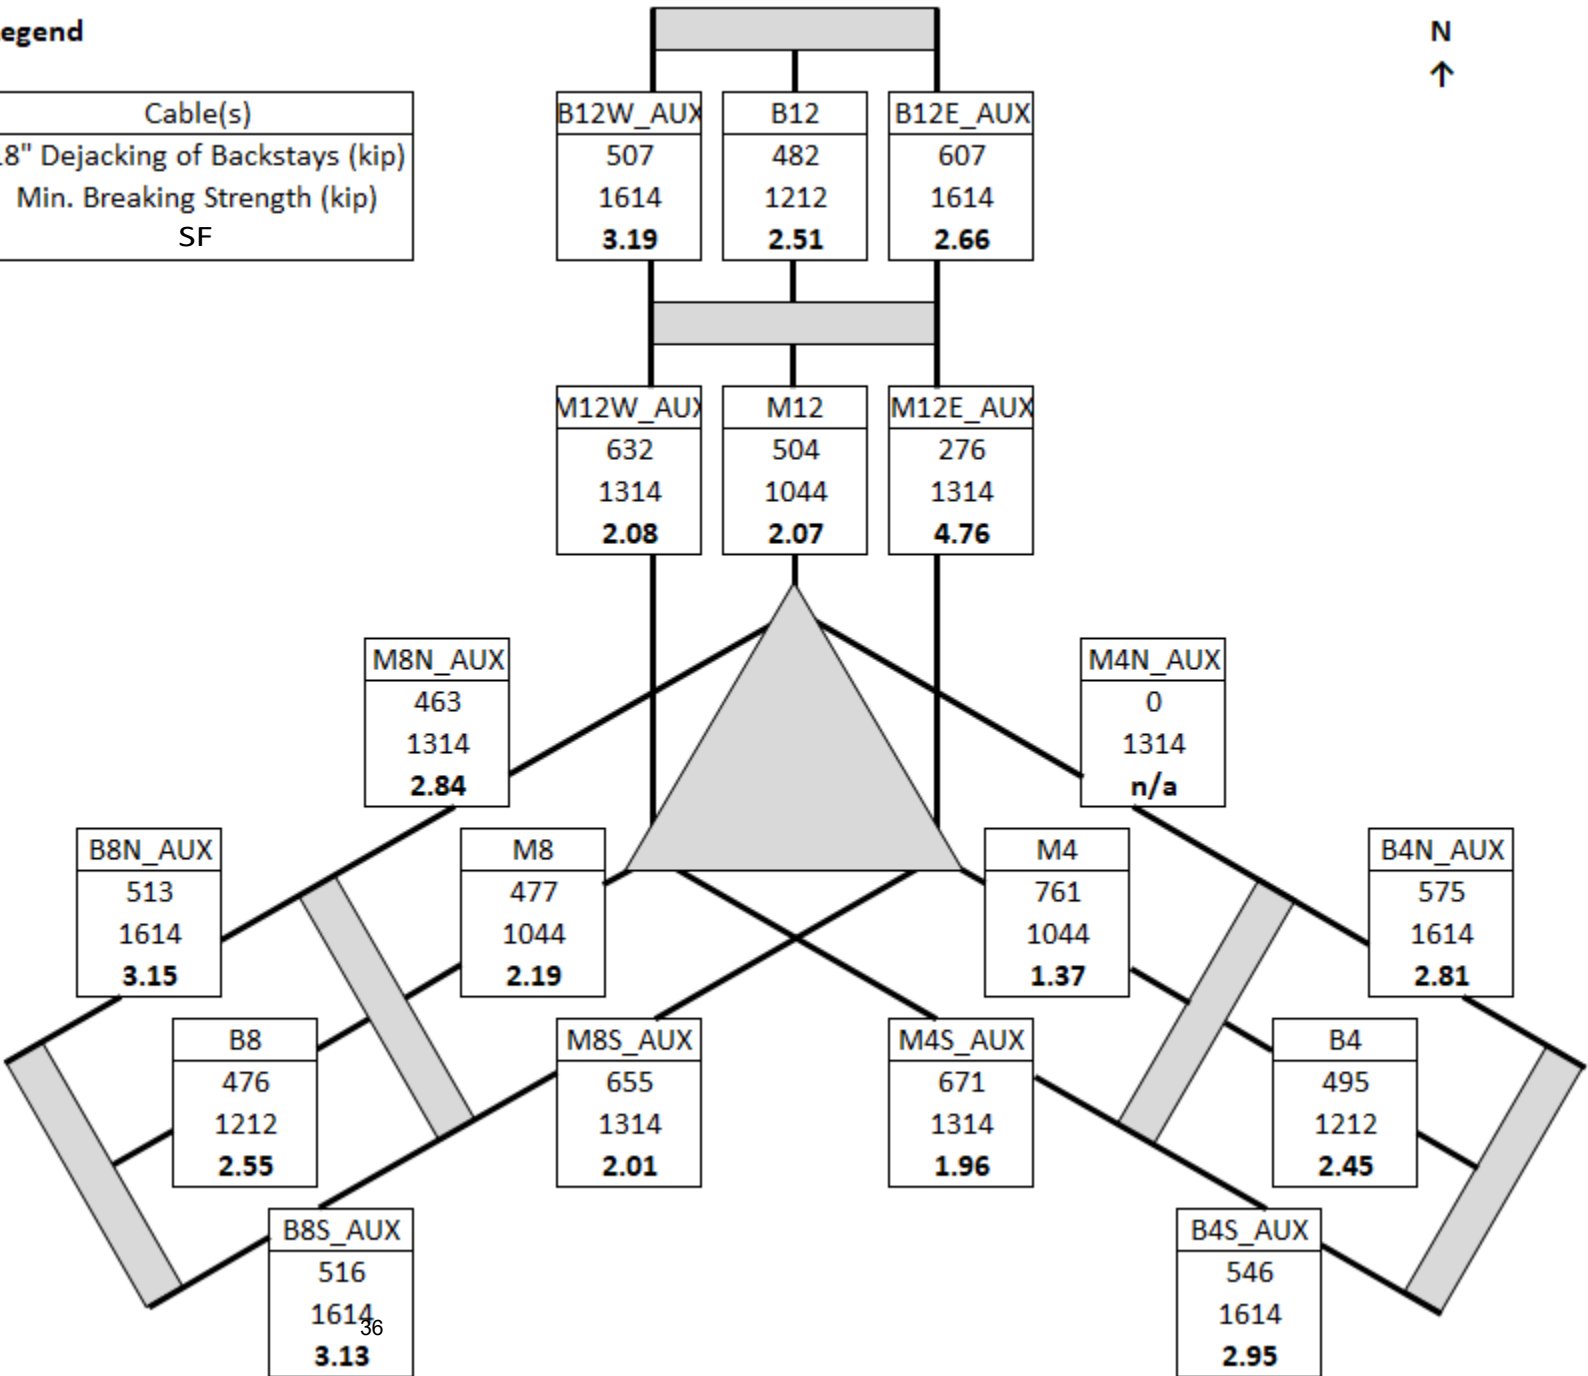 egend
N
↑
Cable(s)
.8" Dejacking of Backstays (kip)
Min. Breaking Strength (kip)
SF
B12W_AUX
507
1614
3.19
B12
482
1212
2.51
B12E_AUX
607
1614
2.66
M12W_AUX
632
1314
2.08
M12
504
1044
2.07
M12E_AUX
276
1314
4.76
M8N_AUX
463
1314
2.84
M4N_AUX
0
1314
n/a
B8N_AUX
513
1614
3.15
M8
477
1044
2.19
M4
761
1044
1.37
B4N_AUX
575
1614
2.81
B8
476
1212
2.55
M8S_AUX
655
1314
2.01
M4S_AUX
671
1314
1.96
B4
495
1212
2.45
B8S_AUX
516
1614
36
3.13
B4S_AUX
546
1614
2.95